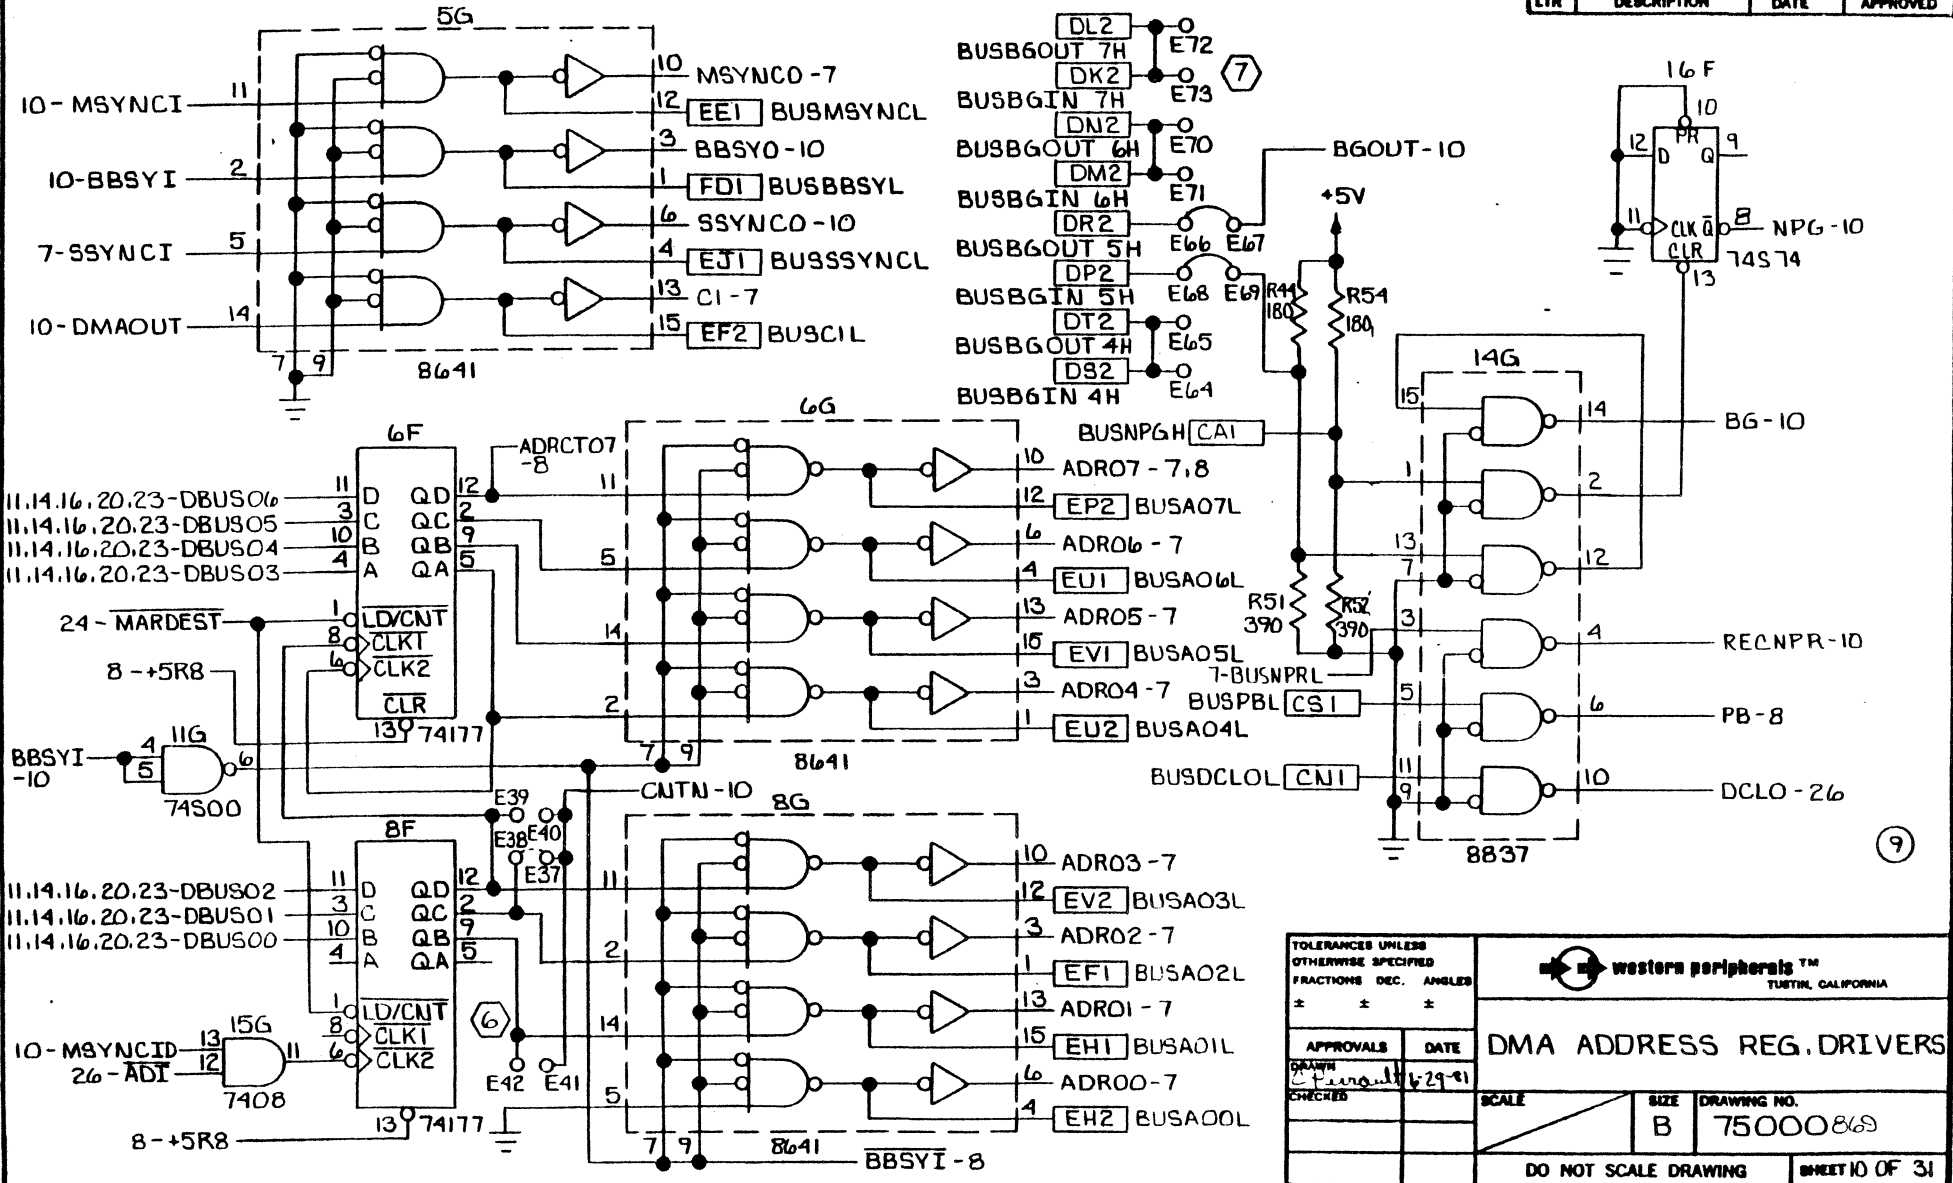 LTR DESCRIPTION DATE APPROVED
5G
10-MSYNCI 11
10 MSYNCO-7
12 EE1 BUSMSYNCL
3 BBSYO-10
10-BBSYI 2
1 FD1 BUSBBSYL
6 SSYNCO-10
7-SSYNCI 5
4 EJ1 BUSSSYNCL
13 C1-7
10-DMAOUT 14
15 EF2 BUSC1L
7 9
8641
DL2 E72
BUSBGOUT 7H
DK2 E73
7
BUSBGIN 7H
DN2 E70
BUSBGOUT 6H
DM2 E71
BUSBGIN 6H
DR2 E66 E67
BGOUT-10
BUSBGOUT 5H
DP2 E68 E69
BUSBGIN 5H
DT2 E65
BUSBGOUT 4H
DS2 E64
BUSBGIN 4H
+5V
R44 180
R54 180
BUSNPGH CA1
R51 390
R52 390
7-BUSNPRL
BUSPBL CS1
BUSDCLOL CN1
16F
10
PR
12 D Q 9
11 CLK Q̅ 8 NPG-10
CLR
13
74S74
14G
15
14 BG-10
1
2
13
7
12
3
4 RECNPR-10
5
6 PB-8
11
9
10 DCLO-26
8837
9
6F
ADRCT07
-8
11.14.16.20.23-DBUS06 11 D QD 12
11.14.16.20.23-DBUS05 3 C QC 2
11.14.16.20.23-DBUS04 10 B QB 9
11.14.16.20.23-DBUS03 4 A QA 5
24-M̅A̅R̅D̅E̅S̅T̅ 1 L̅D̅/̅C̅N̅T̅
8 C̅L̅K̅1̅
6 C̅L̅K̅2̅
8-+5R8
C̅L̅R̅
13 74177
11G
BBSYI
-10
4
5
6
74S00
6G
11
10 ADR07-7,8
12 EP2 BUSA07L
6 ADR06-7
5
4 EU1 BUSA06L
13 ADR05-7
14
15 EV1 BUSA05L
3 ADR04-7
2
1 EU2 BUSA04L
7 9
8641
CNTN-10
E39
E40
E38
E37
8F
11.14.16.20.23-DBUS02 11 D QD 12
11.14.16.20.23-DBUS01 3 C QC 2
11.14.16.20.23-DBUS00 10 B QB 9
4 A QA 5
1 L̅D̅/̅C̅N̅T̅
8 C̅L̅K̅1̅
6 C̅L̅K̅2̅
6
15G
10-MSYNCID 13
26-A̅D̅I̅ 12
11
7408
E42 E41
13 74177
8-+5R8
8G
11
10 ADR03-7
12 EV2 BUSA03L
3 ADR02-7
2
1 EF1 BUSA02L
13 ADR01-7
14
15 EH1 BUSA01L
6 ADR00-7
5
4 EH2 BUSA00L
7 9
8641
B̅B̅S̅Y̅I̅-8
TOLERANCES UNLESS
OTHERWISE SPECIFIED
FRACTIONS DEC. ANGLES
± ± ±
western peripherals ™
TUSTIN, CALIFORNIA
APPROVALS DATE
DMA ADDRESS REG. DRIVERS
DRAWN
6-29-81
CHECKED
SCALE
SIZE
B
DRAWING NO.
75000869
DO NOT SCALE DRAWING
SHEET 10 OF 31